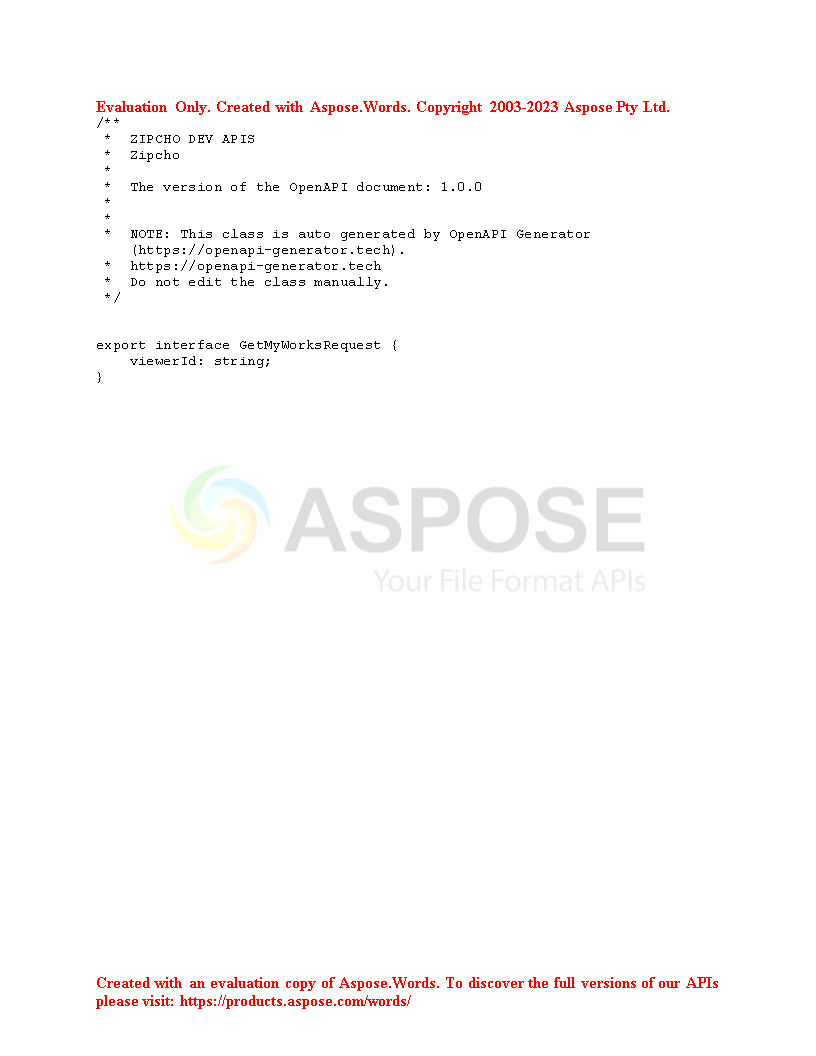 Evaluation Only. Created with Aspose.Words. Copyright 2003-2023 Aspose Pty Ltd.
/**
 *  ZIPCHO DEV APIS
 *  Zipcho
 *
 *  The version of the OpenAPI document: 1.0.0
 *
 *
 *  NOTE: This class is auto generated by OpenAPI Generator
    (https://openapi-generator.tech).
 *  https://openapi-generator.tech
 *  Do not edit the class manually.
 */
export interface GetMyWorksRequest {
    viewerId: string;
}
ASPOSE
Your File Format APIs
Created with an evaluation copy of Aspose.Words. To discover the full versions of our APIs
please visit: https://products.aspose.com/words/